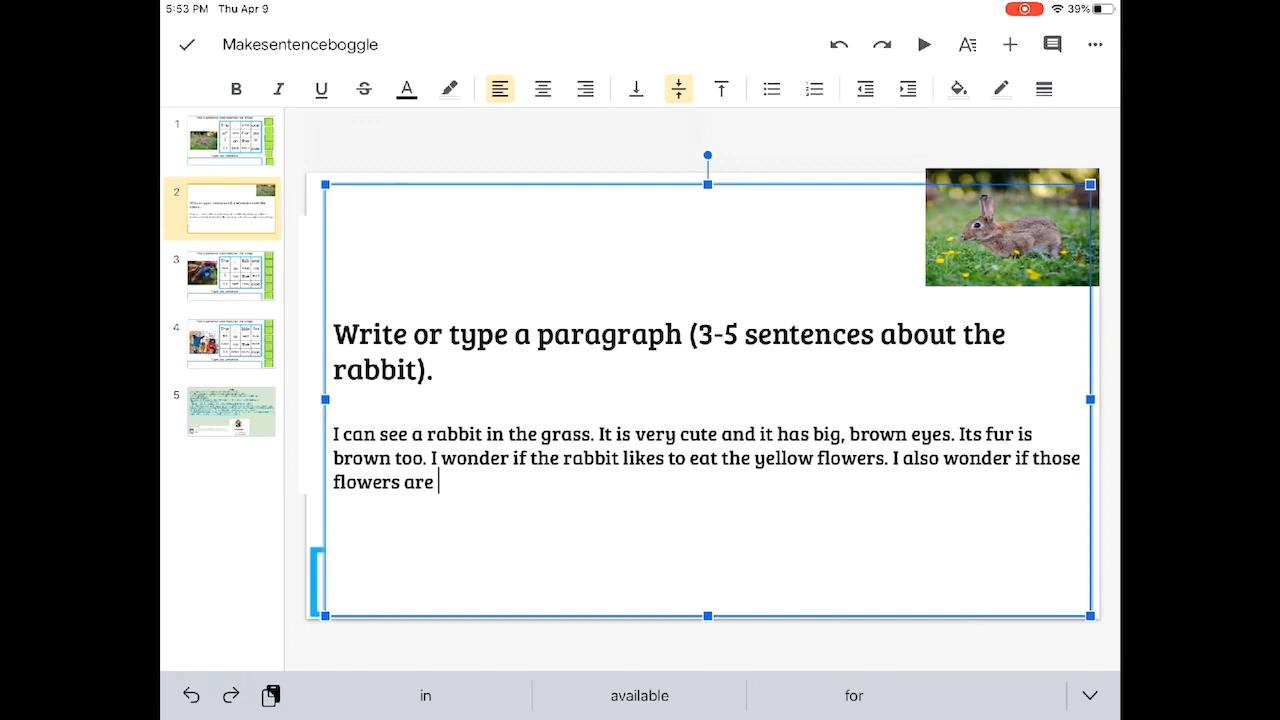 5:53 PM Thu Apr 9
39%
Makesentenceboggle
B I U S A
1
2
3
4
5
Write or type a paragraph (3-5 sentences about the
rabbit).
I can see a rabbit in the grass. It is very cute and it has big, brown eyes. Its fur is
brown too. I wonder if the rabbit likes to eat the yellow flowers. I also wonder if those
flowers are
in available for